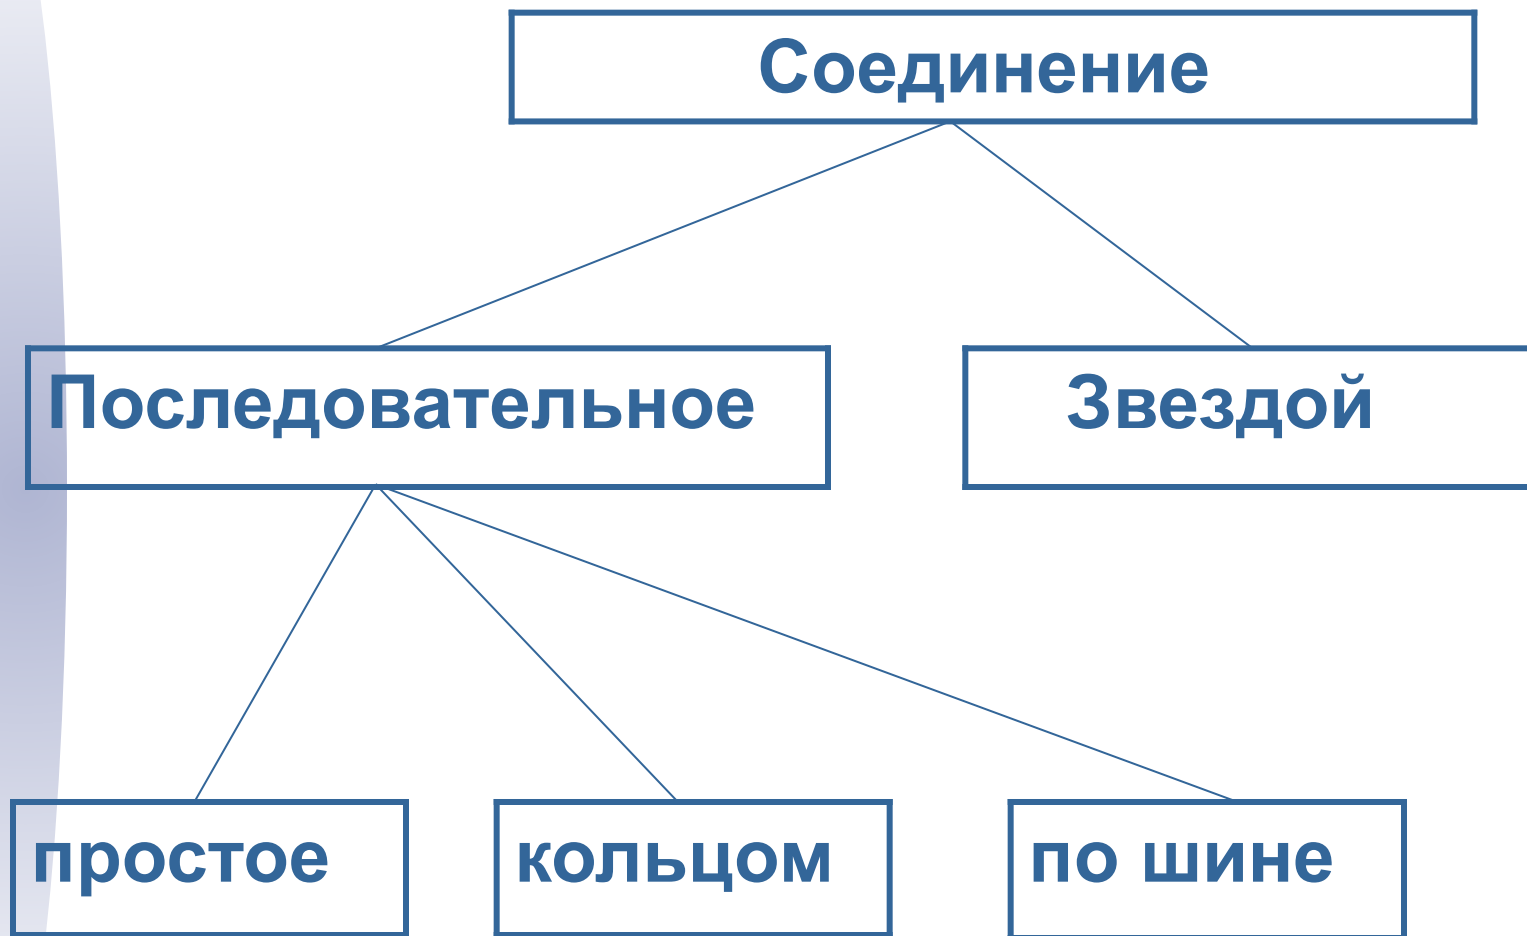 Соединение
Последовательное
Звездой
простое
кольцом
по шине